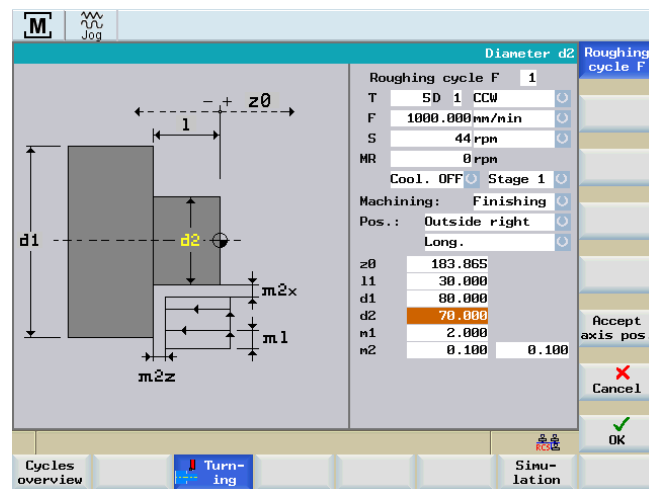 M
Jog
Diameter d2
Roughing cycle F
Roughing cycle F 1
T 5 D 1 CCW
F 1000.000 mm/min
S 44 rpm
MR 0 rpm
Cool. OFF Stage 1
Machining: Finishing
Pos.: Outside right
Long.
z0 183.865
l1 30.000
d1 80.000
d2 70.000
m1 2.000
m2 0.100 0.100
- + z0
l
d1
d2
m2x
ml
m2z
Accept
axis pos
Cancel
OK
RCS
Cycles
overview
Turn-
ing
Simu-
lation